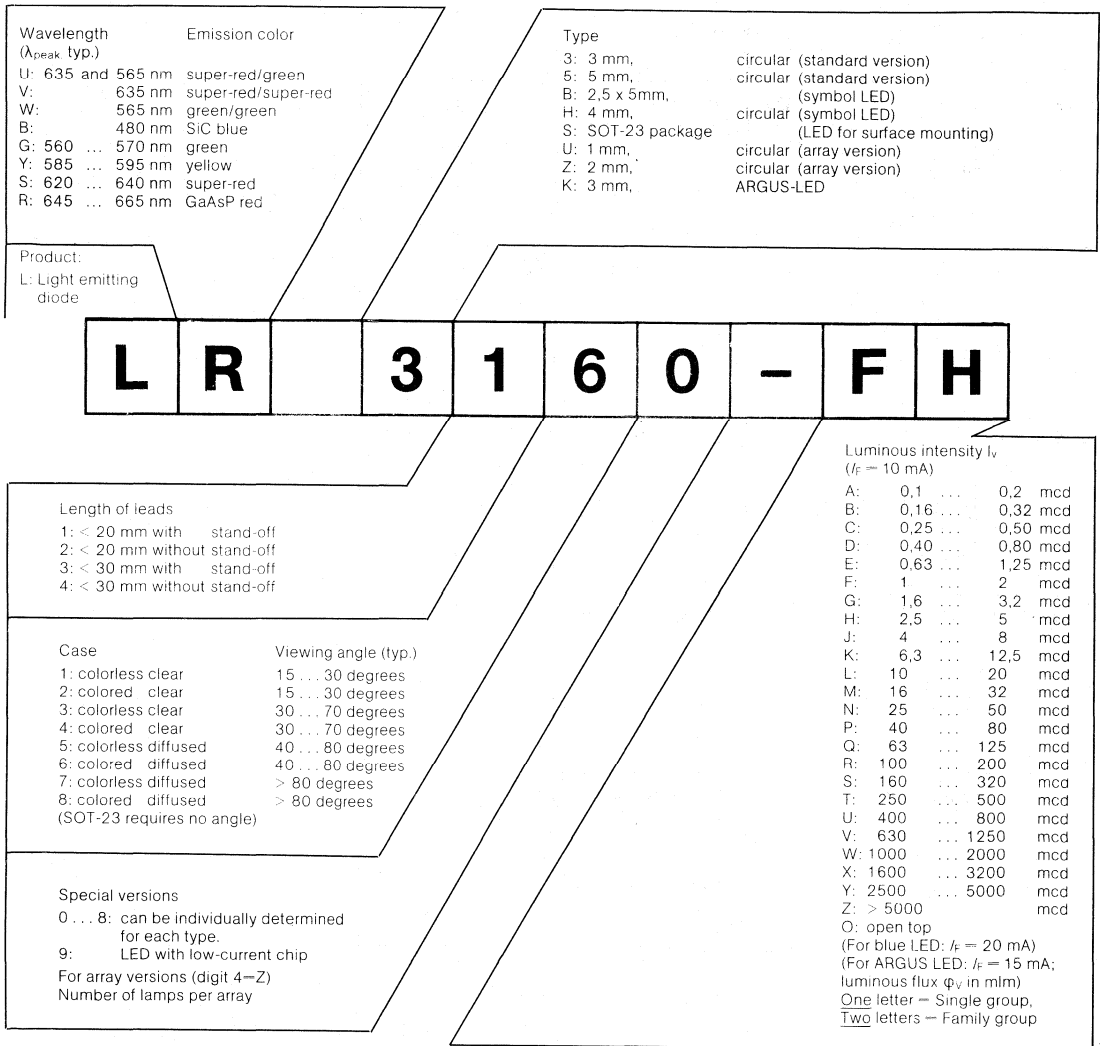 Wavelength Emission color
(λpeak. typ.)
U: 635 and 565 nm super-red/green
V: 635 nm super-red/super-red
W: 565 nm green/green
B: 480 nm SiC blue
G: 560 ... 570 nm green
Y: 585 ... 595 nm yellow
S: 620 ... 640 nm super-red
R: 645 ... 665 nm GaAsP red
Type
3: 3 mm, circular (standard version)
5: 5 mm, circular (standard version)
B: 2,5 x 5mm, (symbol LED)
H: 4 mm, circular (symbol LED)
S: SOT-23 package (LED for surface mounting)
U: 1 mm, circular (array version)
Z: 2 mm, circular (array version)
K: 3 mm, ARGUS-LED
Product:
L: Light emitting
diode
L R 3 1 6 0 – F H
Length of leads
1: < 20 mm with stand-off
2: < 20 mm without stand-off
3: < 30 mm with stand-off
4: < 30 mm without stand-off
Case Viewing angle (typ.)
1: colorless clear 15 ... 30 degrees
2: colored clear 15 ... 30 degrees
3: colorless clear 30 ... 70 degrees
4: colored clear 30 ... 70 degrees
5: colorless diffused 40 ... 80 degrees
6: colored diffused 40 ... 80 degrees
7: colorless diffused > 80 degrees
8: colored diffused > 80 degrees
(SOT-23 requires no angle)
Special versions
0 ... 8: can be individually determined
for each type.
9: LED with low-current chip
For array versions (digit 4=Z)
Number of lamps per array
Luminous intensity Iv
(IF = 10 mA)
A: 0,1 ... 0,2 mcd
B: 0,16 ... 0,32 mcd
C: 0,25 ... 0,50 mcd
D: 0,40 ... 0,80 mcd
E: 0,63 ... 1,25 mcd
F: 1 ... 2 mcd
G: 1,6 ... 3,2 mcd
H: 2,5 ... 5 mcd
J: 4 ... 8 mcd
K: 6,3 ... 12,5 mcd
L: 10 ... 20 mcd
M: 16 ... 32 mcd
N: 25 ... 50 mcd
P: 40 ... 80 mcd
Q: 63 ... 125 mcd
R: 100 ... 200 mcd
S: 160 ... 320 mcd
T: 250 ... 500 mcd
U: 400 ... 800 mcd
V: 630 ... 1250 mcd
W: 1000 ... 2000 mcd
X: 1600 ... 3200 mcd
Y: 2500 ... 5000 mcd
Z: > 5000 mcd
O: open top
(For blue LED: IF = 20 mA)
(For ARGUS LED: IF = 15 mA;
luminous flux φv in mlm)
One letter = Single group,
Two letters = Family group